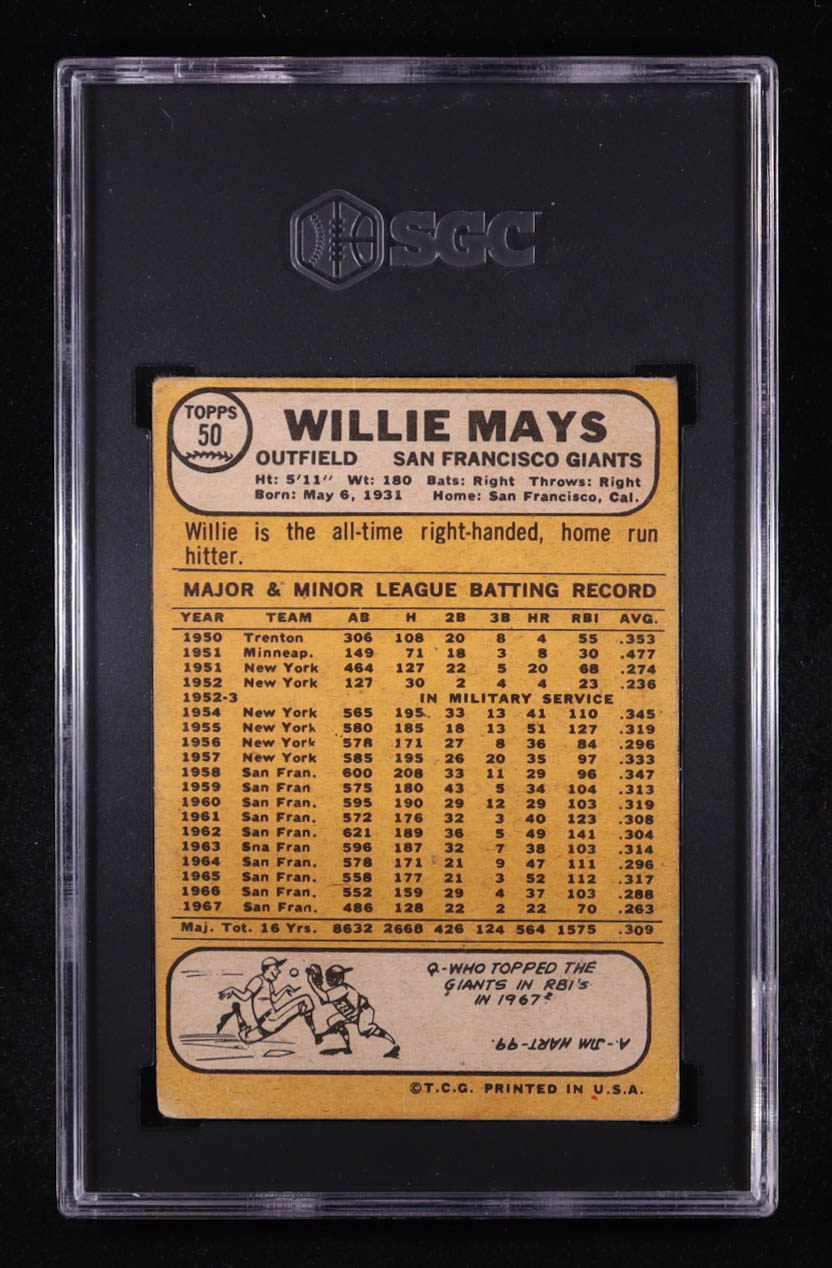 SGC
TOPPS
50
WILLIE MAYS
OUTFIELD SAN FRANCISCO GIANTS
Ht: 5'11" Wt: 180 Bats: Right Throws: Right
Born: May 6, 1931 Home: San Francisco, Cal.
Willie is the all-time right-handed, home run
hitter.
MAJOR & MINOR LEAGUE BATTING RECORD
YEAR TEAM AB H 2B 3B HR RBI AVG.
1950 Trenton 306 108 20 8 4 55 .353
1951 Minneap. 149 71 18 3 8 30 .477
1951 New York 464 127 22 5 20 68 .274
1952 New York 127 30 2 4 4 23 .236
1952-3 IN MILITARY SERVICE
1954 New York 565 195 33 13 41 110 .345
1955 New York 580 185 18 13 51 127 .319
1956 New York 578 171 27 8 36 84 .296
1957 New York 585 195 26 20 35 97 .333
1958 San Fran. 600 208 33 11 29 96 .347
1959 San Fran 575 180 43 5 34 104 .313
1960 San Fran. 595 190 29 12 29 103 .319
1961 San Fran. 572 176 32 3 40 123 .308
1962 San Fran. 621 189 36 5 49 141 .304
1963 Sna Fran 596 187 32 7 38 103 .314
1964 San Fran. 578 171 21 9 47 111 .296
1965 San Fran. 558 177 21 3 52 112 .317
1966 San Fran. 552 159 29 4 37 103 .288
1967 San Fran. 486 128 22 2 22 70 .263
Maj. Tot. 16 Yrs. 8632 2668 426 124 564 1575 .309
Q-WHO TOPPED THE
GIANTS IN RBI'S
IN 1967?
A-JIM HART-99.
©T.C.G. PRINTED IN U.S.A.